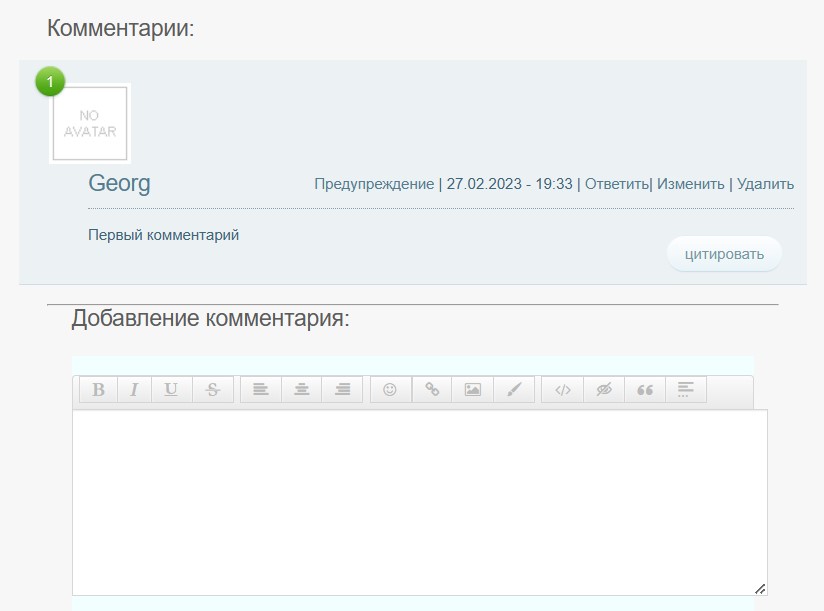 Комментарии:
1
NO
AVATAR
Georg
Предупреждение | 27.02.2023 - 19:33 | Ответить| Изменить | Удалить
Первый комментарий
цитировать
Добавление комментария:
B I U S